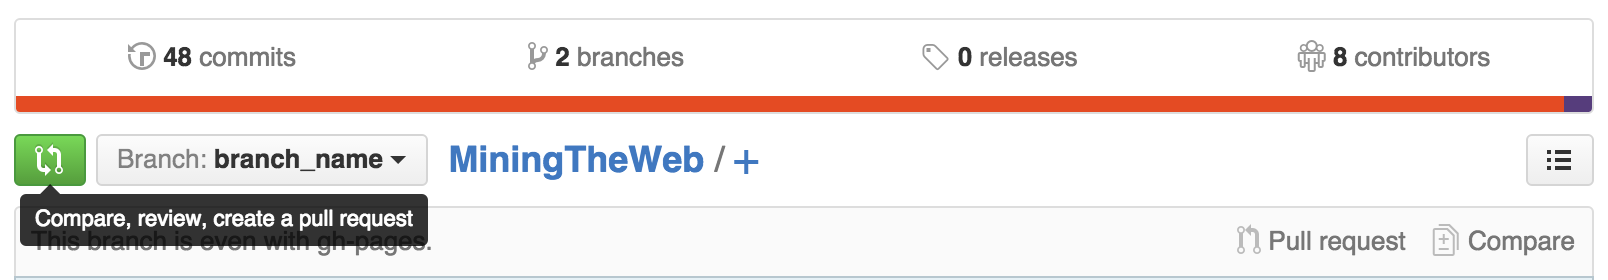 48 commits
2 branches
0 releases
8 contributors
Branch: branch_name
MiningTheWeb / +
Compare, review, create a pull request
This branch is even with gh-pages.
Pull request
Compare